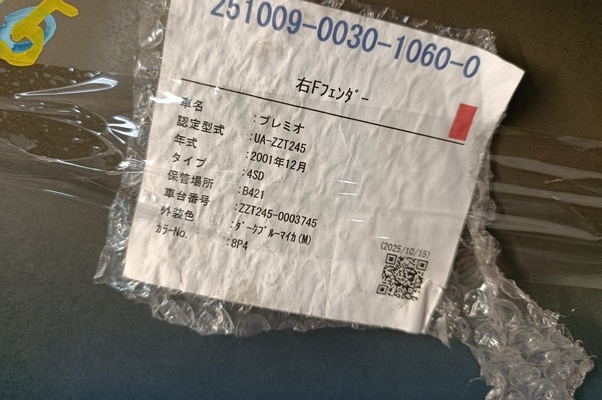 251009-0030-1060-0
右Fフェンダー
車名 :プレミオ
認定型式 :UA-ZZT245
年式 :2001年12月
タイプ :4SD
保管場所 :B421
車台番号 :ZZT245-0003745
外装色 :ダークブルーマイカ(M)
カラーNo. :8P4
(2025/10/15)